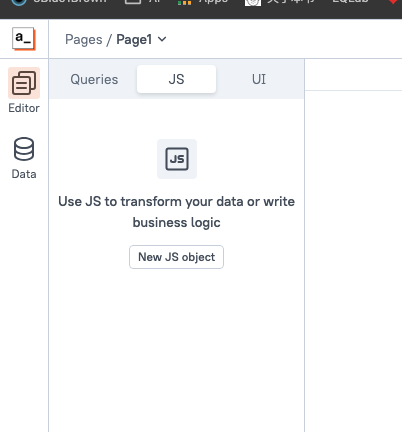 Apps
a_
Pages / Page1
Queries JS UI
Editor
Data
JS
Use JS to transform your data or write
business logic
New JS object